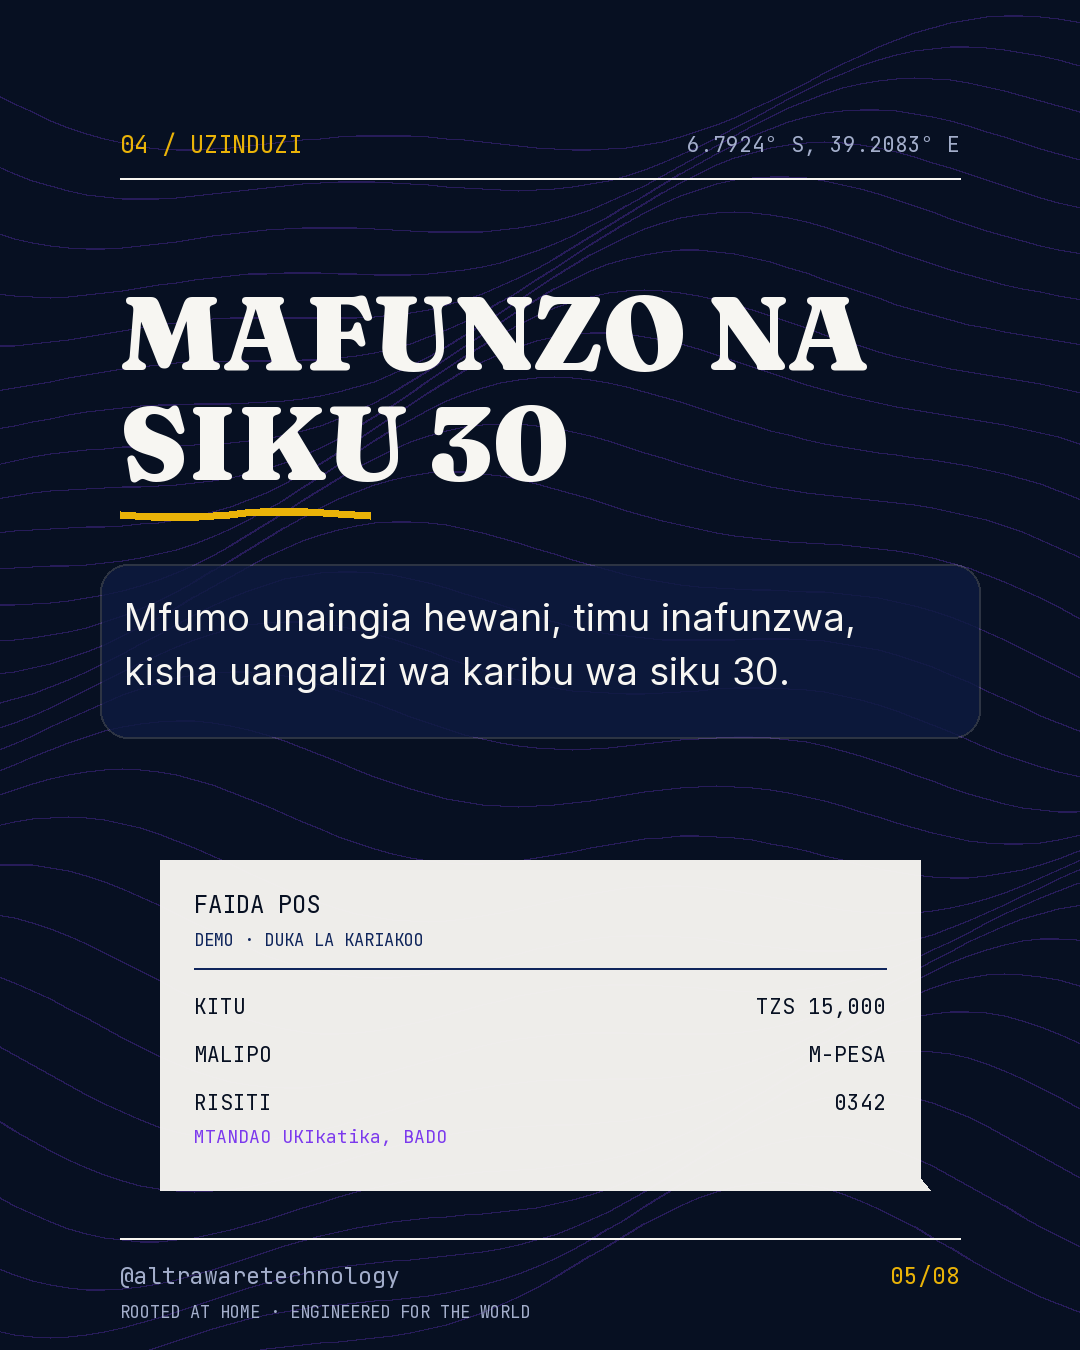 04 / UZINDUZI
6.7924° S, 39.2083° E
MAFUNZO NA
SIKU 30
Mfumo unaingia hewani, timu inafunzwa,
kisha uangalizi wa karibu wa siku 30.
FAIDA POS
DEMO · DUKA LA KARIAKOO
KITU TZS 15,000
MALIPO M-PESA
RISITI 0342
MTANDAO UKIkatika, BADO
@altrawaretechnology 05/08
ROOTED AT HOME · ENGINEERED FOR THE WORLD